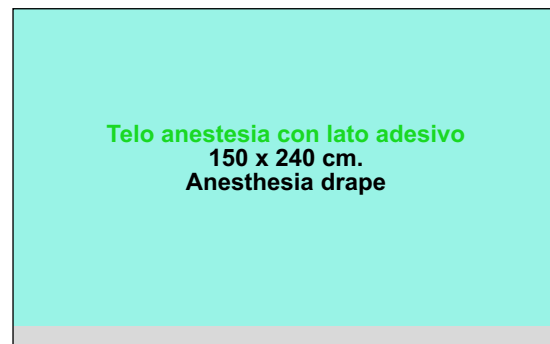 Telo anestesia con lato adesivo
150 x 240 cm.
Anesthesia drape